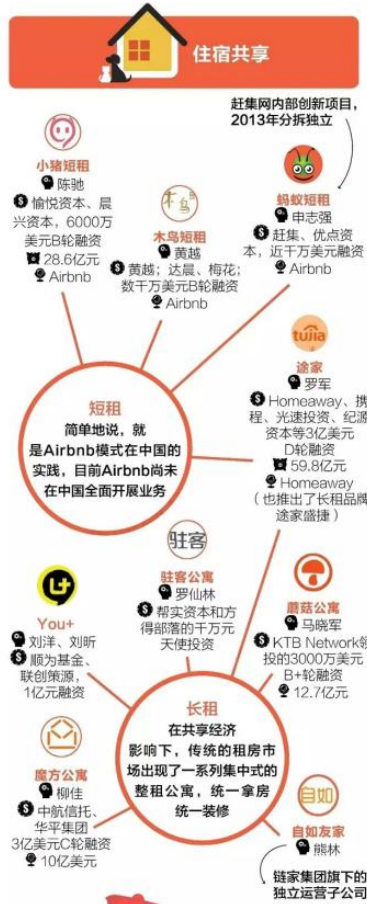 住宿共享
赶集网内部创新项目，
2013年分拆独立
小猪短租
陈驰
愉悦资本、晨
兴资本，6000万
美元B轮融资
28.6亿元
Airbnb
木鸟
木鸟短租
黄越
黄越；达晨、梅花；
数千万美元B轮融资
Airbnb
蚂蚁短租
申志强
赶集、优点资
本，近千万美元融资
Airbnb
tujia
途家
罗军
Homeaway、携
程、光速投资、纪源
资本等3亿美元
D轮融资
59.8亿元
Homeaway
（也推出了长租品牌
途家盛捷）
短租
简单地说，就
是Airbnb模式在中国的
实践，目前Airbnb尚未
在中国全面开展业务
驻客
驻客公寓
罗仙林
帮实资本和方
得部落的千万元
天使投资
U+
You+
刘洋、刘昕
顺为基金、
联创策源，
1亿元融资
蘑菇公寓
马晓军
KTB Network领
投的3000万美元
B+轮融资
12.7亿元
长租
在共享经济
影响下，传统的租房市
场出现了一系列集中式的
整租公寓，统一拿房
统一装修
魔方公寓
柳佳
中航信托、
华平集团
3亿美元C轮融资
10亿美元
自如
自如友家
熊林
链家集团旗下的
独立运营子公司